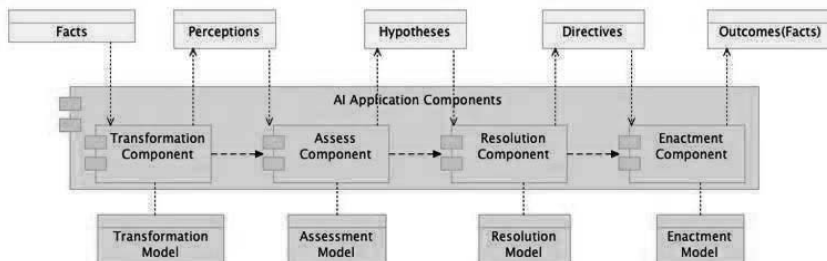 Facts
Perceptions
Hypotheses
Directives
Outcomes(Facts)
AI Application Components
Transformation
Component
Assess
Component
Resolution
Component
Enactment
Component
Transformation
Model
Assessment
Model
Resolution
Model
Enactment
Model